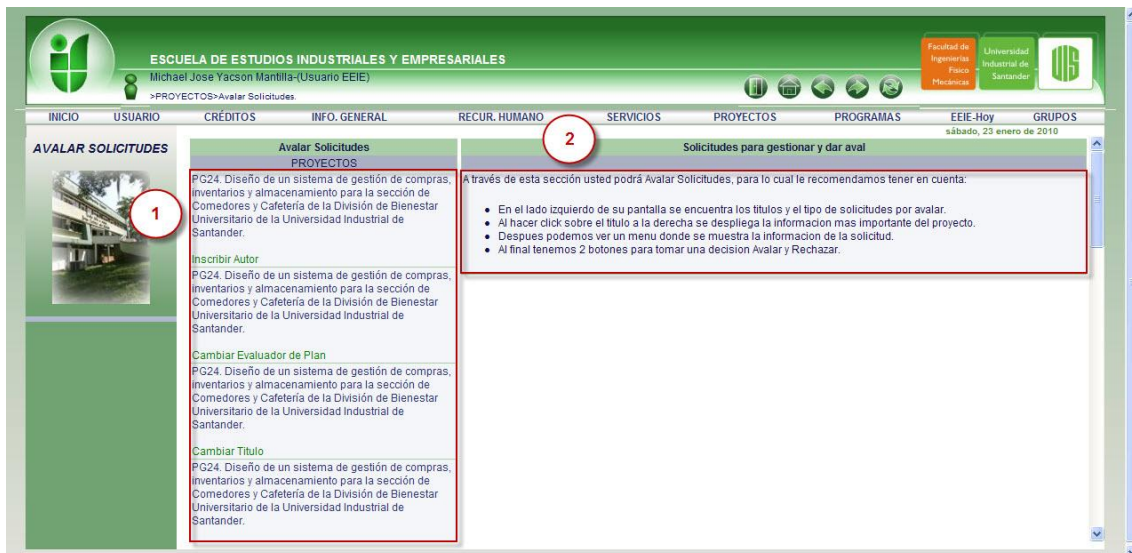 ESCUELA DE ESTUDIOS INDUSTRIALES Y EMPRESARIALES
Michael Jose Yacson Mantilla-(Usuario EEIE)
>PROYECTOS>Avalar Solicitudes.
Facultad de
Ingenierías
Físico
Mecánicas
Universidad
Industrial de
Santander
UIS
INICIO USUARIO CRÉDITOS INFO. GENERAL RECUR. HUMANO SERVICIOS PROYECTOS PROGRAMAS EEIE-Hoy GRUPOS
sábado, 23 enero de 2010
AVALAR SOLICITUDES
1
Avalar Solicitudes
PROYECTOS
PG24. Diseño de un sistema de gestión de compras,
inventarios y almacenamiento para la sección de
Comedores y Cafetería de la División de Bienestar
Universitario de la Universidad Industrial de
Santander.
Inscribir Autor
PG24. Diseño de un sistema de gestión de compras,
inventarios y almacenamiento para la sección de
Comedores y Cafetería de la División de Bienestar
Universitario de la Universidad Industrial de
Santander.
Cambiar Evaluador de Plan
PG24. Diseño de un sistema de gestión de compras,
inventarios y almacenamiento para la sección de
Comedores y Cafetería de la División de Bienestar
Universitario de la Universidad Industrial de
Santander.
Cambiar Titulo
PG24. Diseño de un sistema de gestión de compras,
inventarios y almacenamiento para la sección de
Comedores y Cafetería de la División de Bienestar
Universitario de la Universidad Industrial de
Santander.
2
Solicitudes para gestionar y dar aval
A través de esta sección usted podrá Avalar Solicitudes, para lo cual le recomendamos tener en cuenta:
• En el lado izquierdo de su pantalla se encuentra los titulos y el tipo de solicitudes por avalar.
• Al hacer click sobre el titulo a la derecha se despliega la informacion mas importante del proyecto.
• Despues podemos ver un menu donde se muestra la informacion de la solicitud.
• Al final tenemos 2 botones para tomar una decision Avalar y Rechazar.